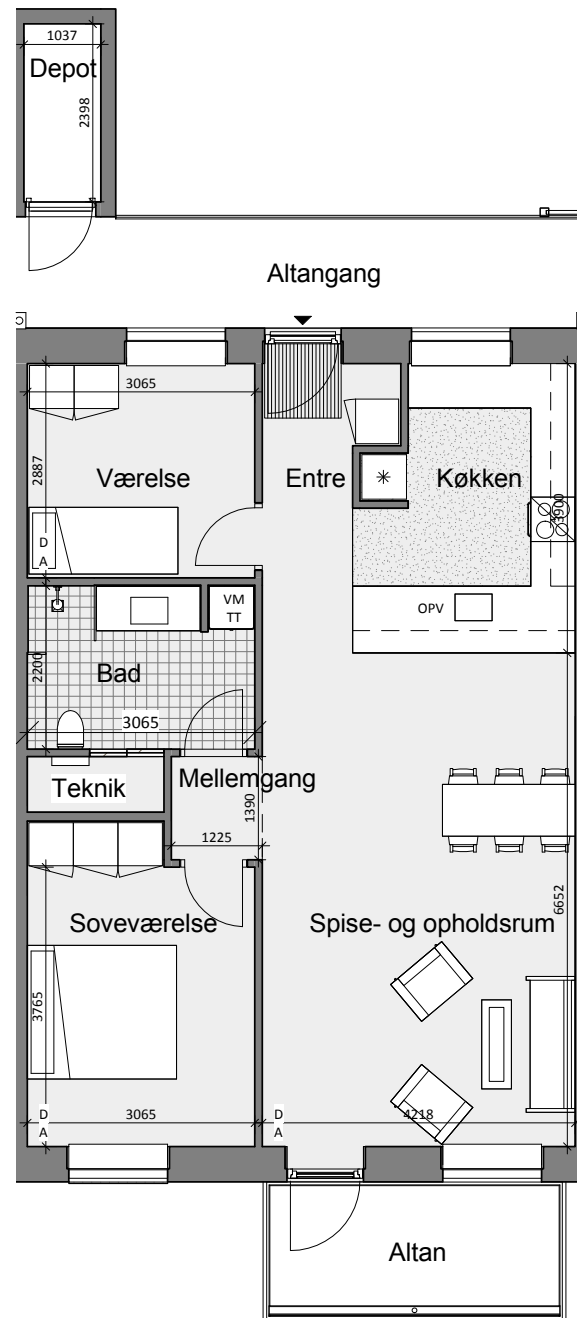 1037
Depot
2398
Altangang
3065
2887
Værelse
Entre
Køkken
3900
D
A
VM
TT
OPV
2200
Bad
3065
Teknik
Mellemgang
1390
1225
Soveværelse
Spise- og opholdsrum
6652
3765
D
A
3065
D
A
4218
Altan